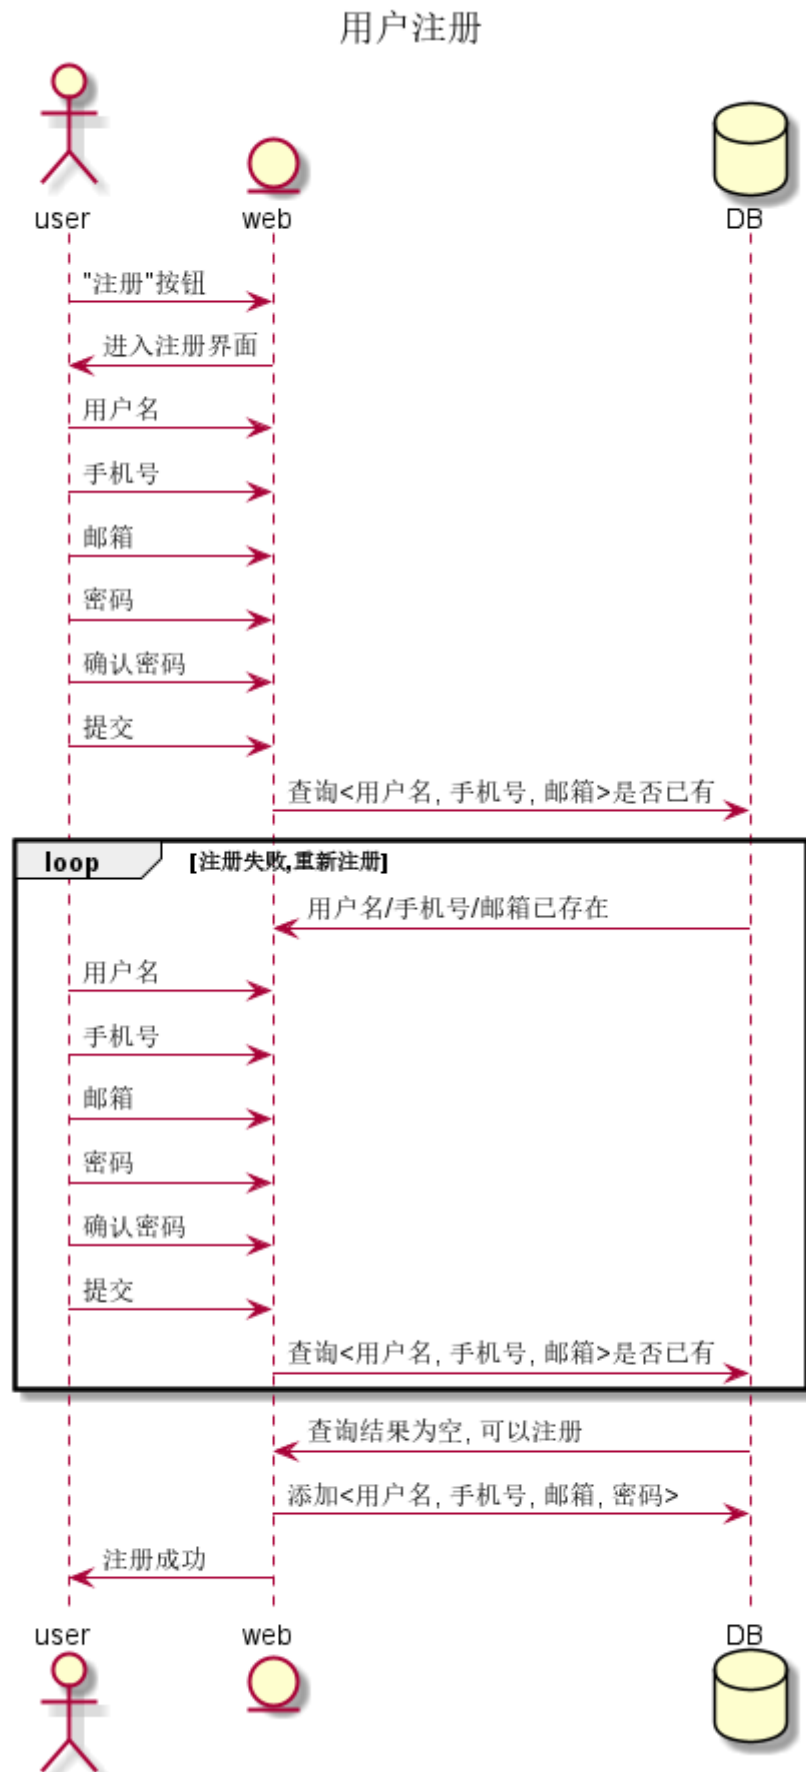 用户注册
user web DB
"注册"按钮
进入注册界面
用户名
手机号
邮箱
密码
确认密码
提交
查询<用户名, 手机号, 邮箱>是否已有
loop [注册失败,重新注册]
用户名/手机号/邮箱已存在
用户名
手机号
邮箱
密码
确认密码
提交
查询<用户名, 手机号, 邮箱>是否已有
查询结果为空, 可以注册
添加<用户名, 手机号, 邮箱, 密码>
注册成功
user web DB